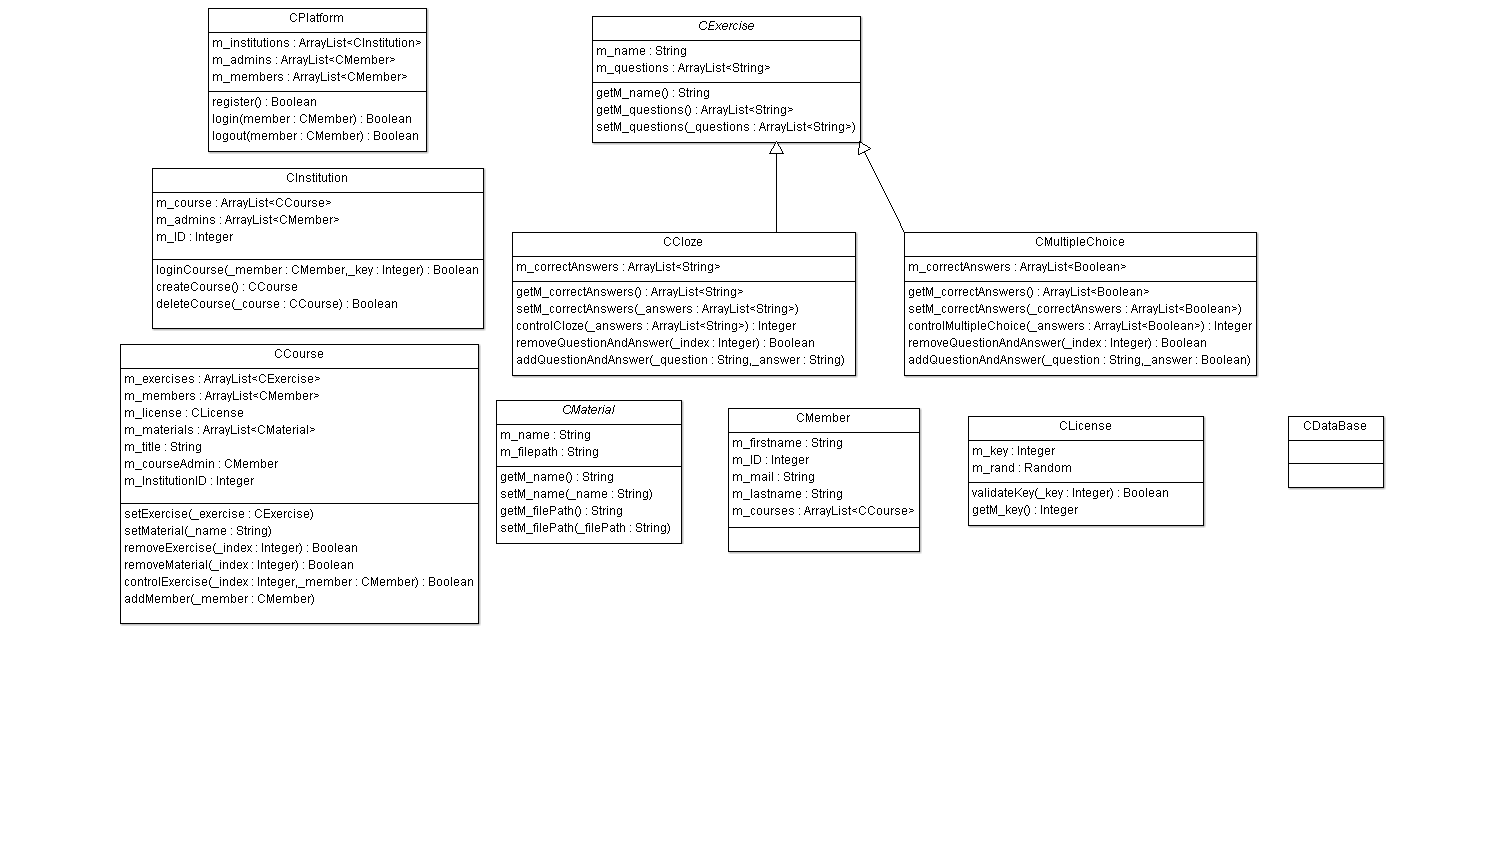 CPlatform
m_institutions : ArrayList<CInstitution>
m_admins : ArrayList<CMember>
m_members : ArrayList<CMember>
register() : Boolean
login(member : CMember) : Boolean
logout(member : CMember) : Boolean
CExercise
m_name : String
m_questions : ArrayList<String>
getM_name() : String
getM_questions() : ArrayList<String>
setM_questions(_questions : ArrayList<String>)
CInstitution
m_course : ArrayList<CCourse>
m_admins : ArrayList<CMember>
m_ID : Integer
loginCourse(_member : CMember,_key : Integer) : Boolean
createCourse() : CCourse
deleteCourse(_course : CCourse) : Boolean
CCloze
m_correctAnswers : ArrayList<String>
getM_correctAnswers() : ArrayList<String>
setM_correctAnswers(_answers : ArrayList<String>)
controlCloze(_answers : ArrayList<String>) : Integer
removeQuestionAndAnswer(_index : Integer) : Boolean
addQuestionAndAnswer(_question : String,_answer : String)
CMultipleChoice
m_correctAnswers : ArrayList<Boolean>
getM_correctAnswers() : ArrayList<Boolean>
setM_correctAnswers(_correctAnswers : ArrayList<Boolean>)
controlMultipleChoice(_answers : ArrayList<Boolean>) : Integer
removeQuestionAndAnswer(_index : Integer) : Boolean
addQuestionAndAnswer(_question : String,_answer : Boolean)
CCourse
m_exercises : ArrayList<CExercise>
m_members : ArrayList<CMember>
m_license : CLicense
m_materials : ArrayList<CMaterial>
m_title : String
m_courseAdmin : CMember
m_InstitutionID : Integer
setExercise(_exercise : CExercise)
setMaterial(_name : String)
removeExercise(_index : Integer) : Boolean
removeMaterial(_index : Integer) : Boolean
controlExercise(_index : Integer,_member : CMember) : Boolean
addMember(_member : CMember)
CMaterial
m_name : String
m_filepath : String
getM_name() : String
setM_name(_name : String)
getM_filePath() : String
setM_filePath(_filePath : String)
CMember
m_firstname : String
m_ID : Integer
m_mail : String
m_lastname : String
m_courses : ArrayList<CCourse>
CLicense
m_key : Integer
m_rand : Random
validateKey(_key : Integer) : Boolean
getM_key() : Integer
CDataBase